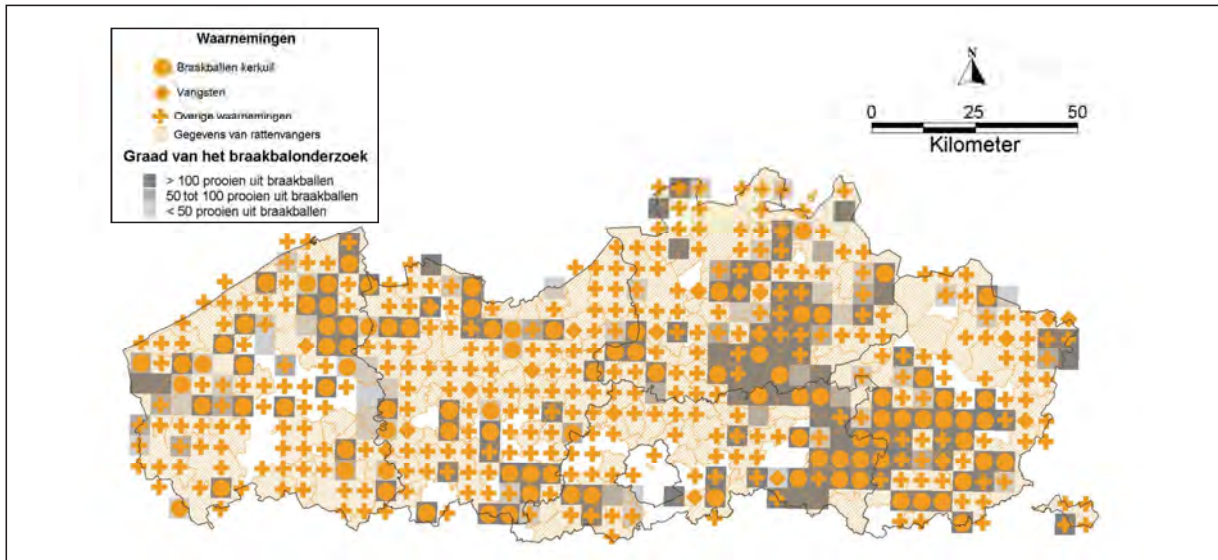 Waarnemingen
Braakballen kerkuil
Vangsten
Overige waarnemingen
Gegevens van rattenvangers
Graad van het braakbalonderzoek
> 100 prooien uit braakballen
50 tot 100 prooien uit braakballen
< 50 prooien uit braakballen
N
0 25 50
Kilometer